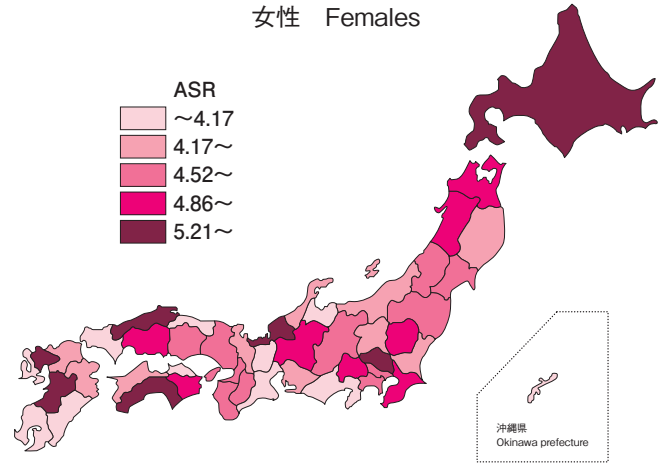 女性　Females
ASR
～4.17
4.17～
4.52～
4.86～
5.21～
沖縄県
Okinawa prefecture